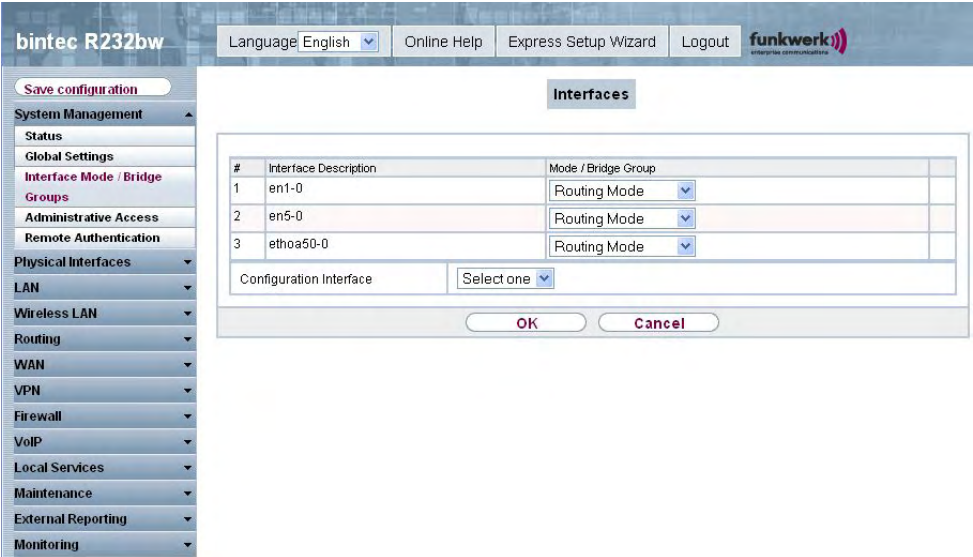 bintec R232bw
Language English Online Help Express Setup Wizard Logout funkwerk
enterprise communications
Save configuration
System Management
Status
Global Settings
Interface Mode / Bridge
Groups
Administrative Access
Remote Authentication
Physical Interfaces
LAN
Wireless LAN
Routing
WAN
VPN
Firewall
VoIP
Local Services
Maintenance
External Reporting
Monitoring
Interfaces
# Interface Description Mode / Bridge Group
1 en1-0 Routing Mode
2 en5-0 Routing Mode
3 ethoa50-0 Routing Mode
Configuration Interface Select one
OK Cancel